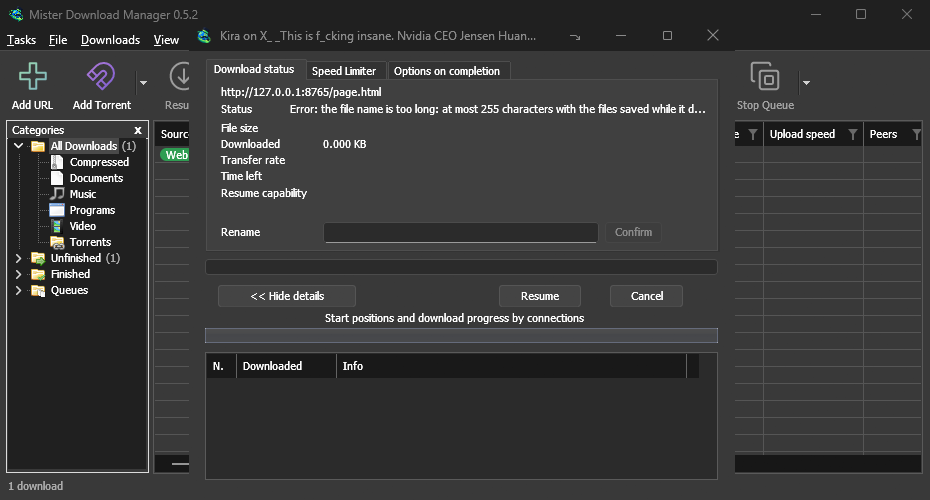 Mister Download Manager 0.5.2
Tasks File Downloads View
Add URL
Add Torrent
Resu
Stop Queue
Categories x
All Downloads (1)
Compressed
Documents
Music
Programs
Video
Torrents
Unfinished (1)
Finished
Queues
Source
Web
e
Upload speed
Peers
Kira on X_ _This is f_cking insane. Nvidia CEO Jensen Huan...
Download status
Speed Limiter
Options on completion
http://127.0.0.1:8765/page.html
Status Error: the file name is too long: at most 255 characters with the files saved while it d...
File size
Downloaded 0.000 KB
Transfer rate
Time left
Resume capability
Rename
Confirm
<< Hide details
Resume
Cancel
Start positions and download progress by connections
N. Downloaded Info
1 download